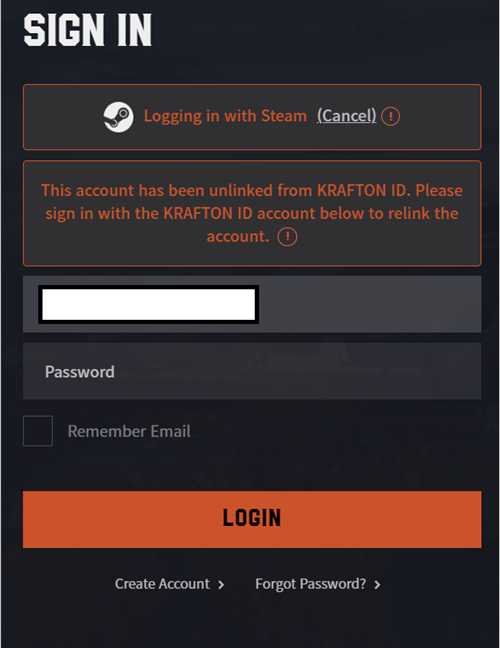 SIGN IN
Logging in with Steam (Cancel) !
This account has been unlinked from KRAFTON ID. Please
sign in with the KRAFTON ID account below to relink the
account. !
Password
Remember Email
LOGIN
Create Account > Forgot Password? >